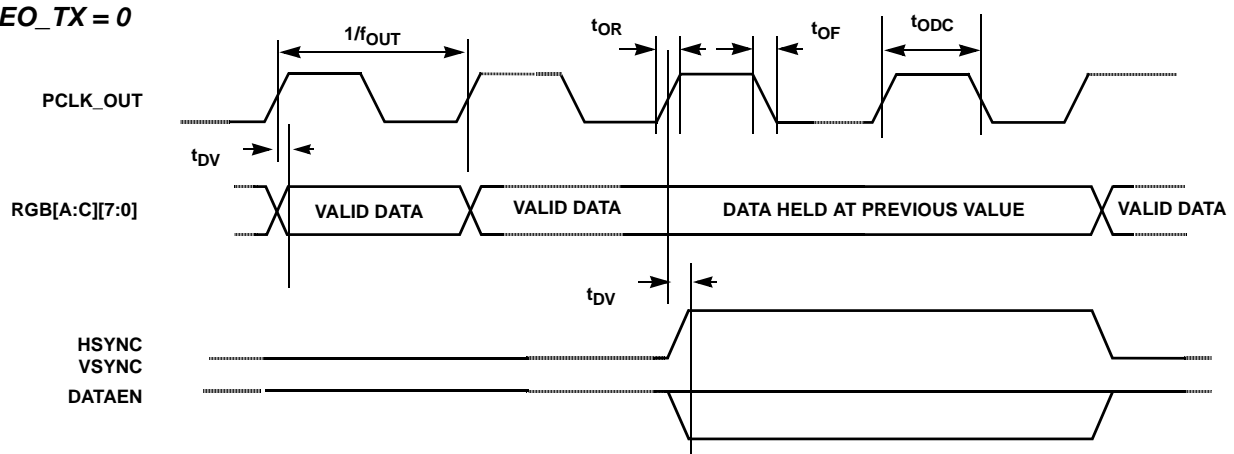 EO_TX = 0
1/fOUT
tOR
tOF
tODC
PCLK_OUT
tDV
RGB[A:C][7:0]
VALID DATA
VALID DATA
DATA HELD AT PREVIOUS VALUE
VALID DATA
tDV
HSYNC
VSYNC
DATAEN